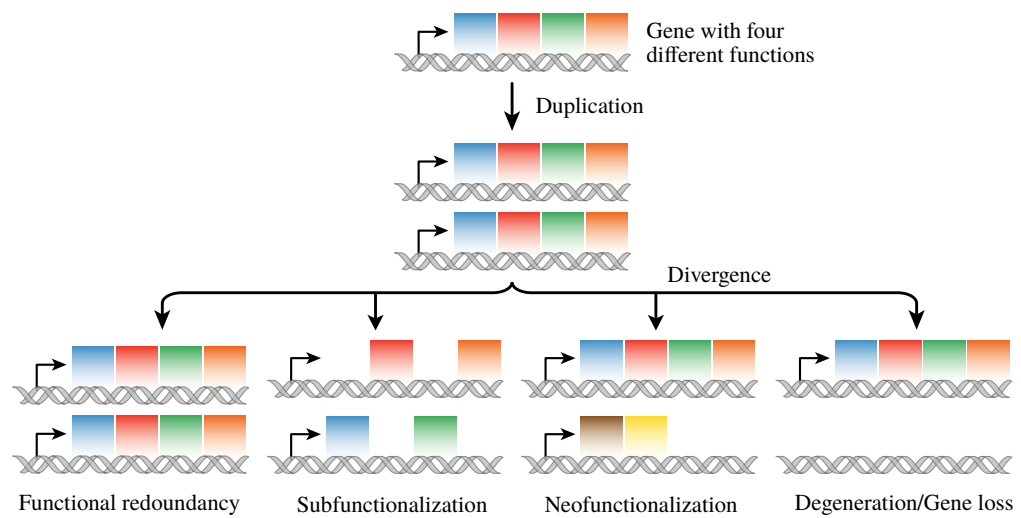 Gene with four
different functions
Duplication
Divergence
Functional redoundancy
Subfunctionalization
Neofunctionalization
Degeneration/Gene loss